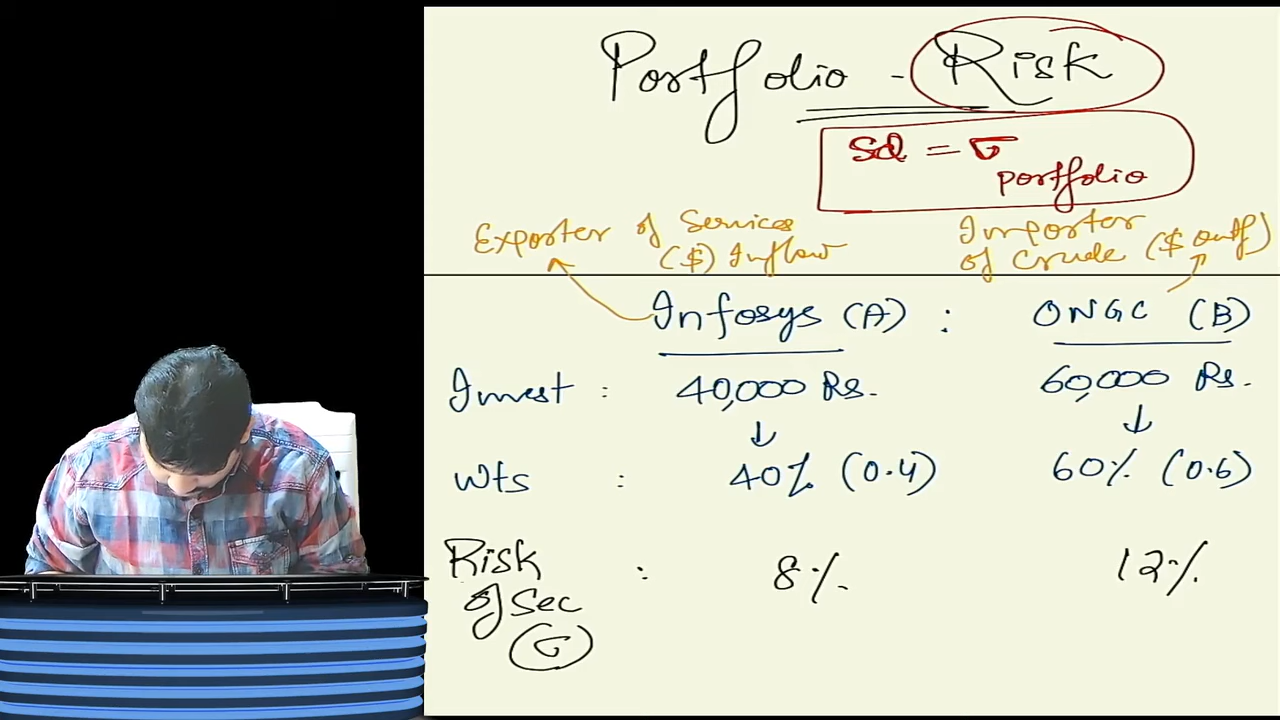 Portfolio - Risk
Sd = σ portfolio
Exporter of Services ($) Inflow
Importer of Crude ($ outf)
Infosys (A) : ONGC (B)
Invest : 40,000 Rs. 60,000 Rs.
↓ ↓
Wts : 40% (0.4) 60% (0.6)
Risk of Sec (σ) : 8% 12%